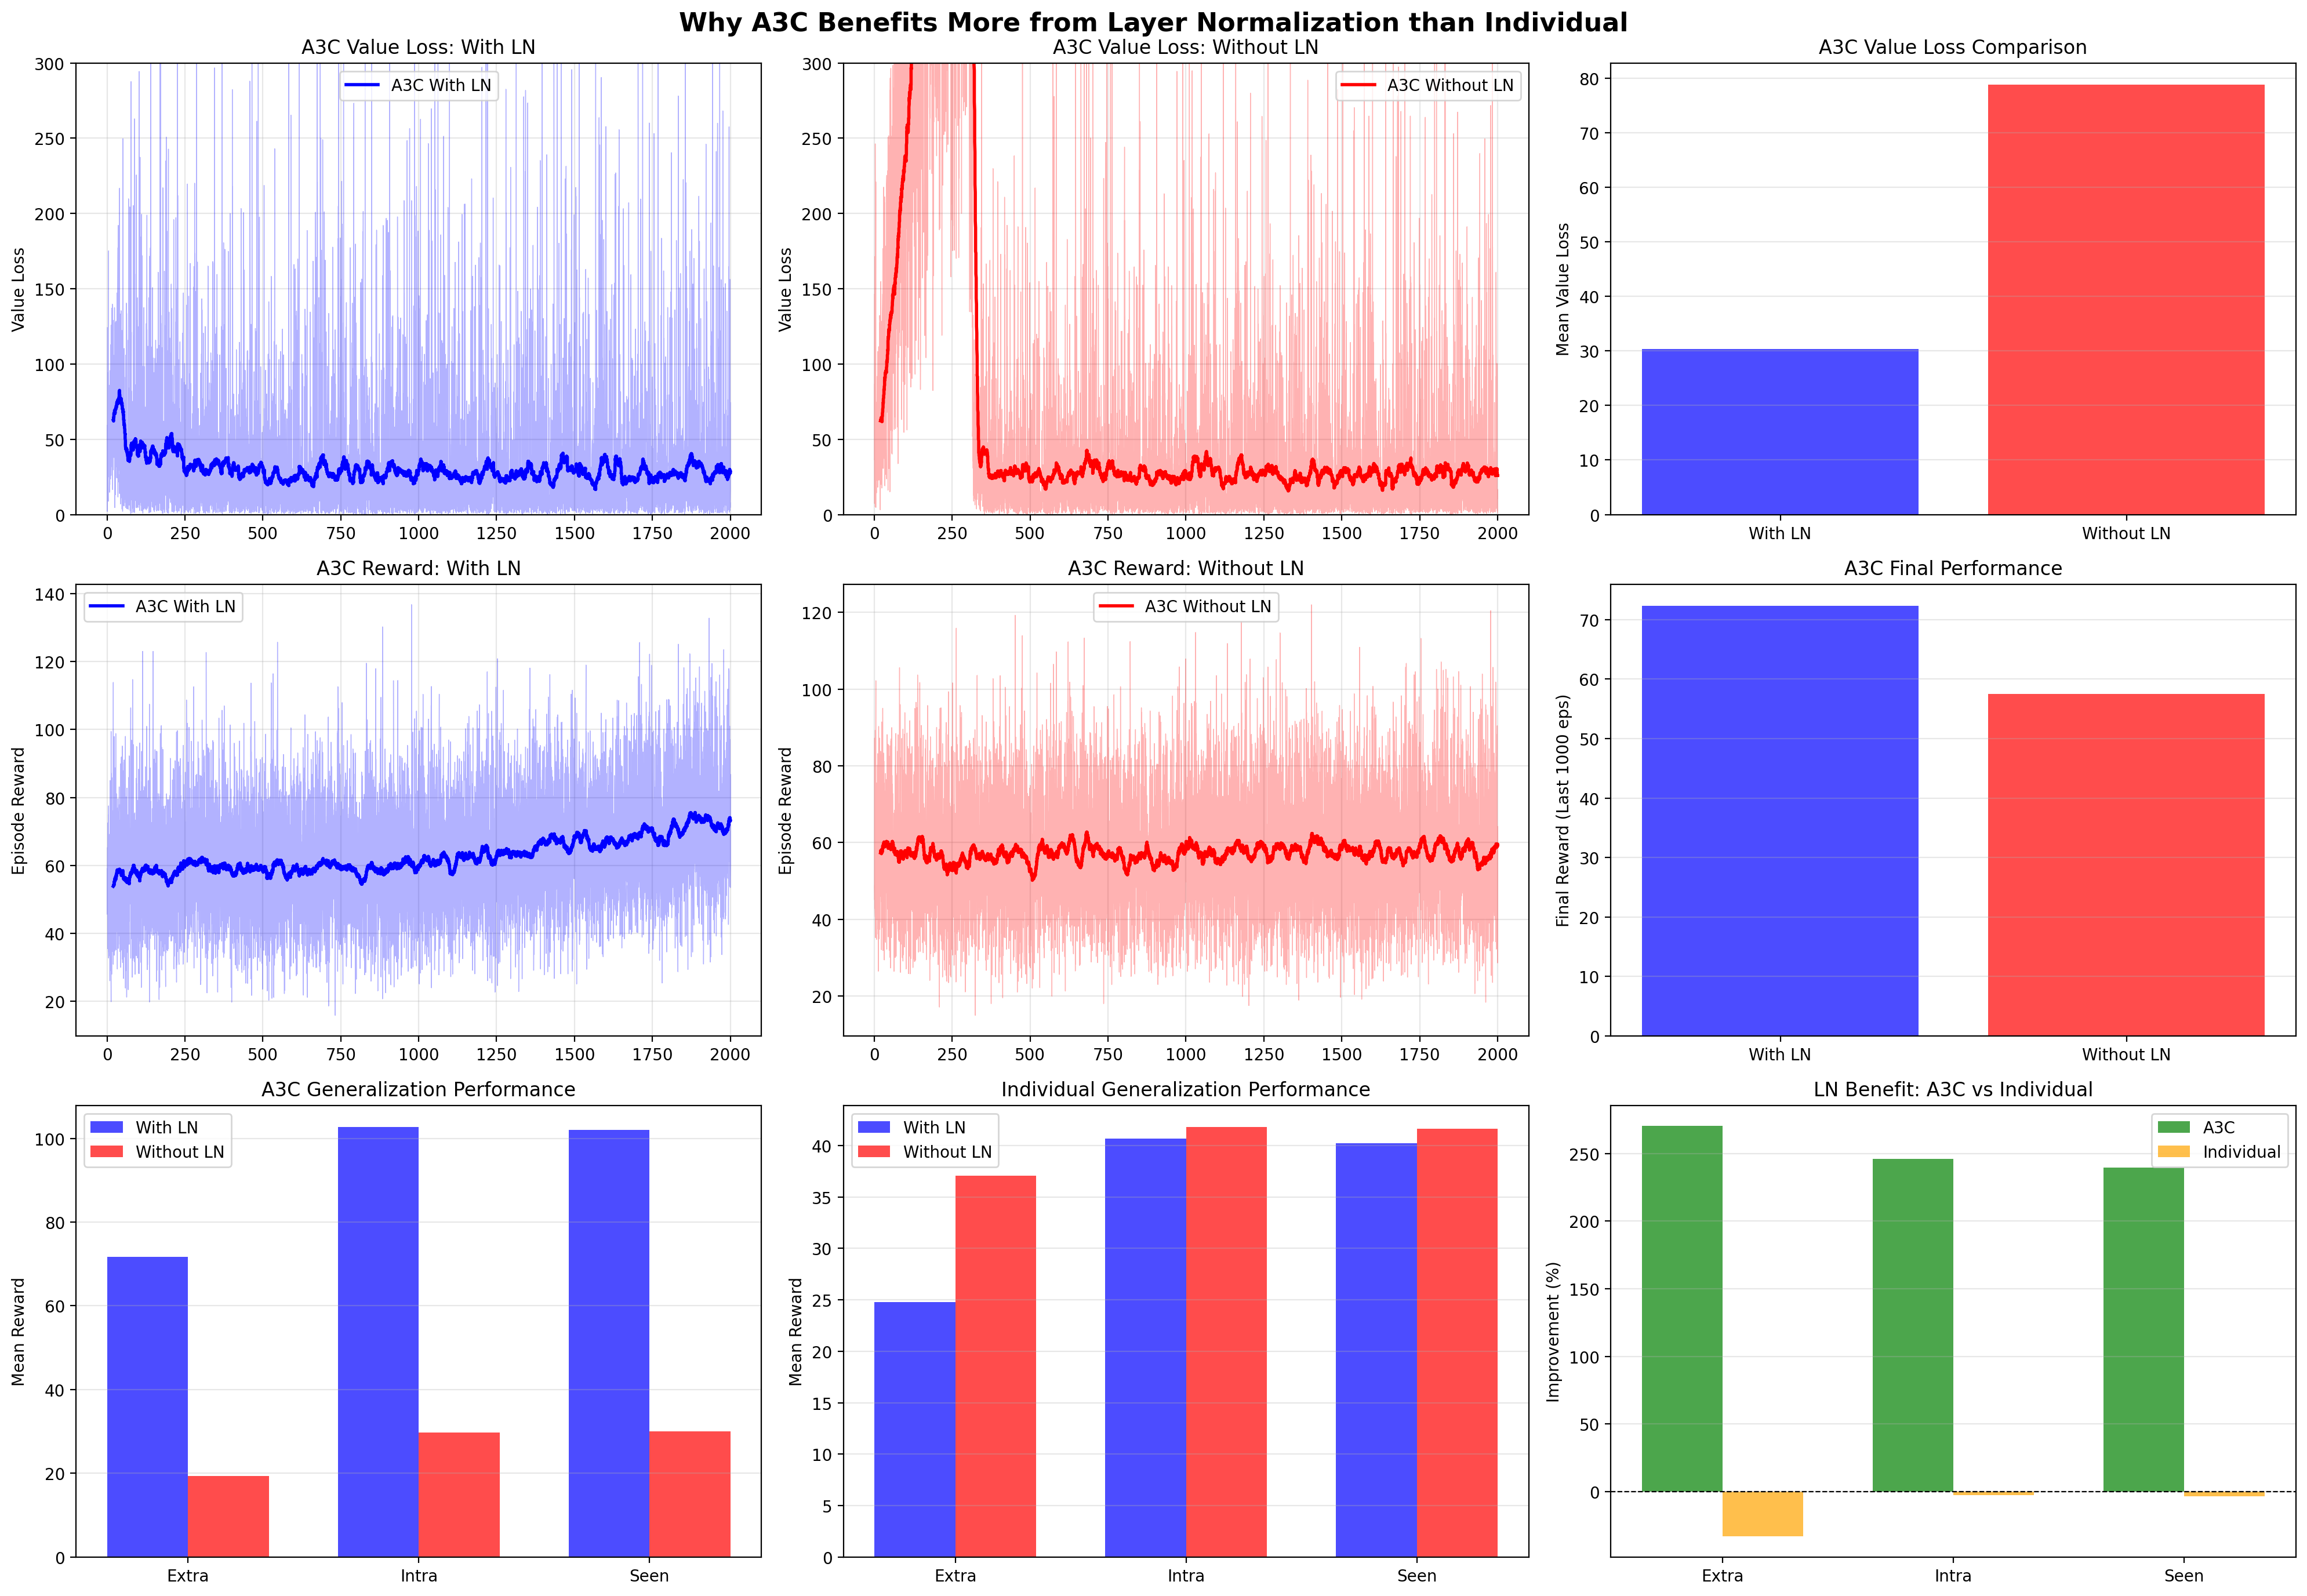 Why A3C Benefits More from Layer Normalization than Individual
A3C Value Loss: With LN
300
250
200
150
100
50
0
Value Loss
A3C With LN
0 250 500 750 1000 1250 1500 1750 2000
A3C Value Loss: Without LN
300
250
200
150
100
50
0
Value Loss
A3C Without LN
0 250 500 750 1000 1250 1500 1750 2000
A3C Value Loss Comparison
80
70
60
50
40
30
20
10
0
Mean Value Loss
With LN Without LN
A3C Reward: With LN
140
120
100
80
60
40
20
Episode Reward
A3C With LN
0 250 500 750 1000 1250 1500 1750 2000
A3C Reward: Without LN
120
100
80
60
40
20
Episode Reward
A3C Without LN
0 250 500 750 1000 1250 1500 1750 2000
A3C Final Performance
70
60
50
40
30
20
10
0
Final Reward (Last 1000 eps)
With LN Without LN
A3C Generalization Performance
100
80
60
40
20
0
Mean Reward
With LN
Without LN
Extra Intra Seen
Individual Generalization Performance
40
35
30
25
20
15
10
5
0
Mean Reward
With LN
Without LN
Extra Intra Seen
LN Benefit: A3C vs Individual
250
200
150
100
50
0
Improvement (%)
A3C
Individual
Extra Intra Seen